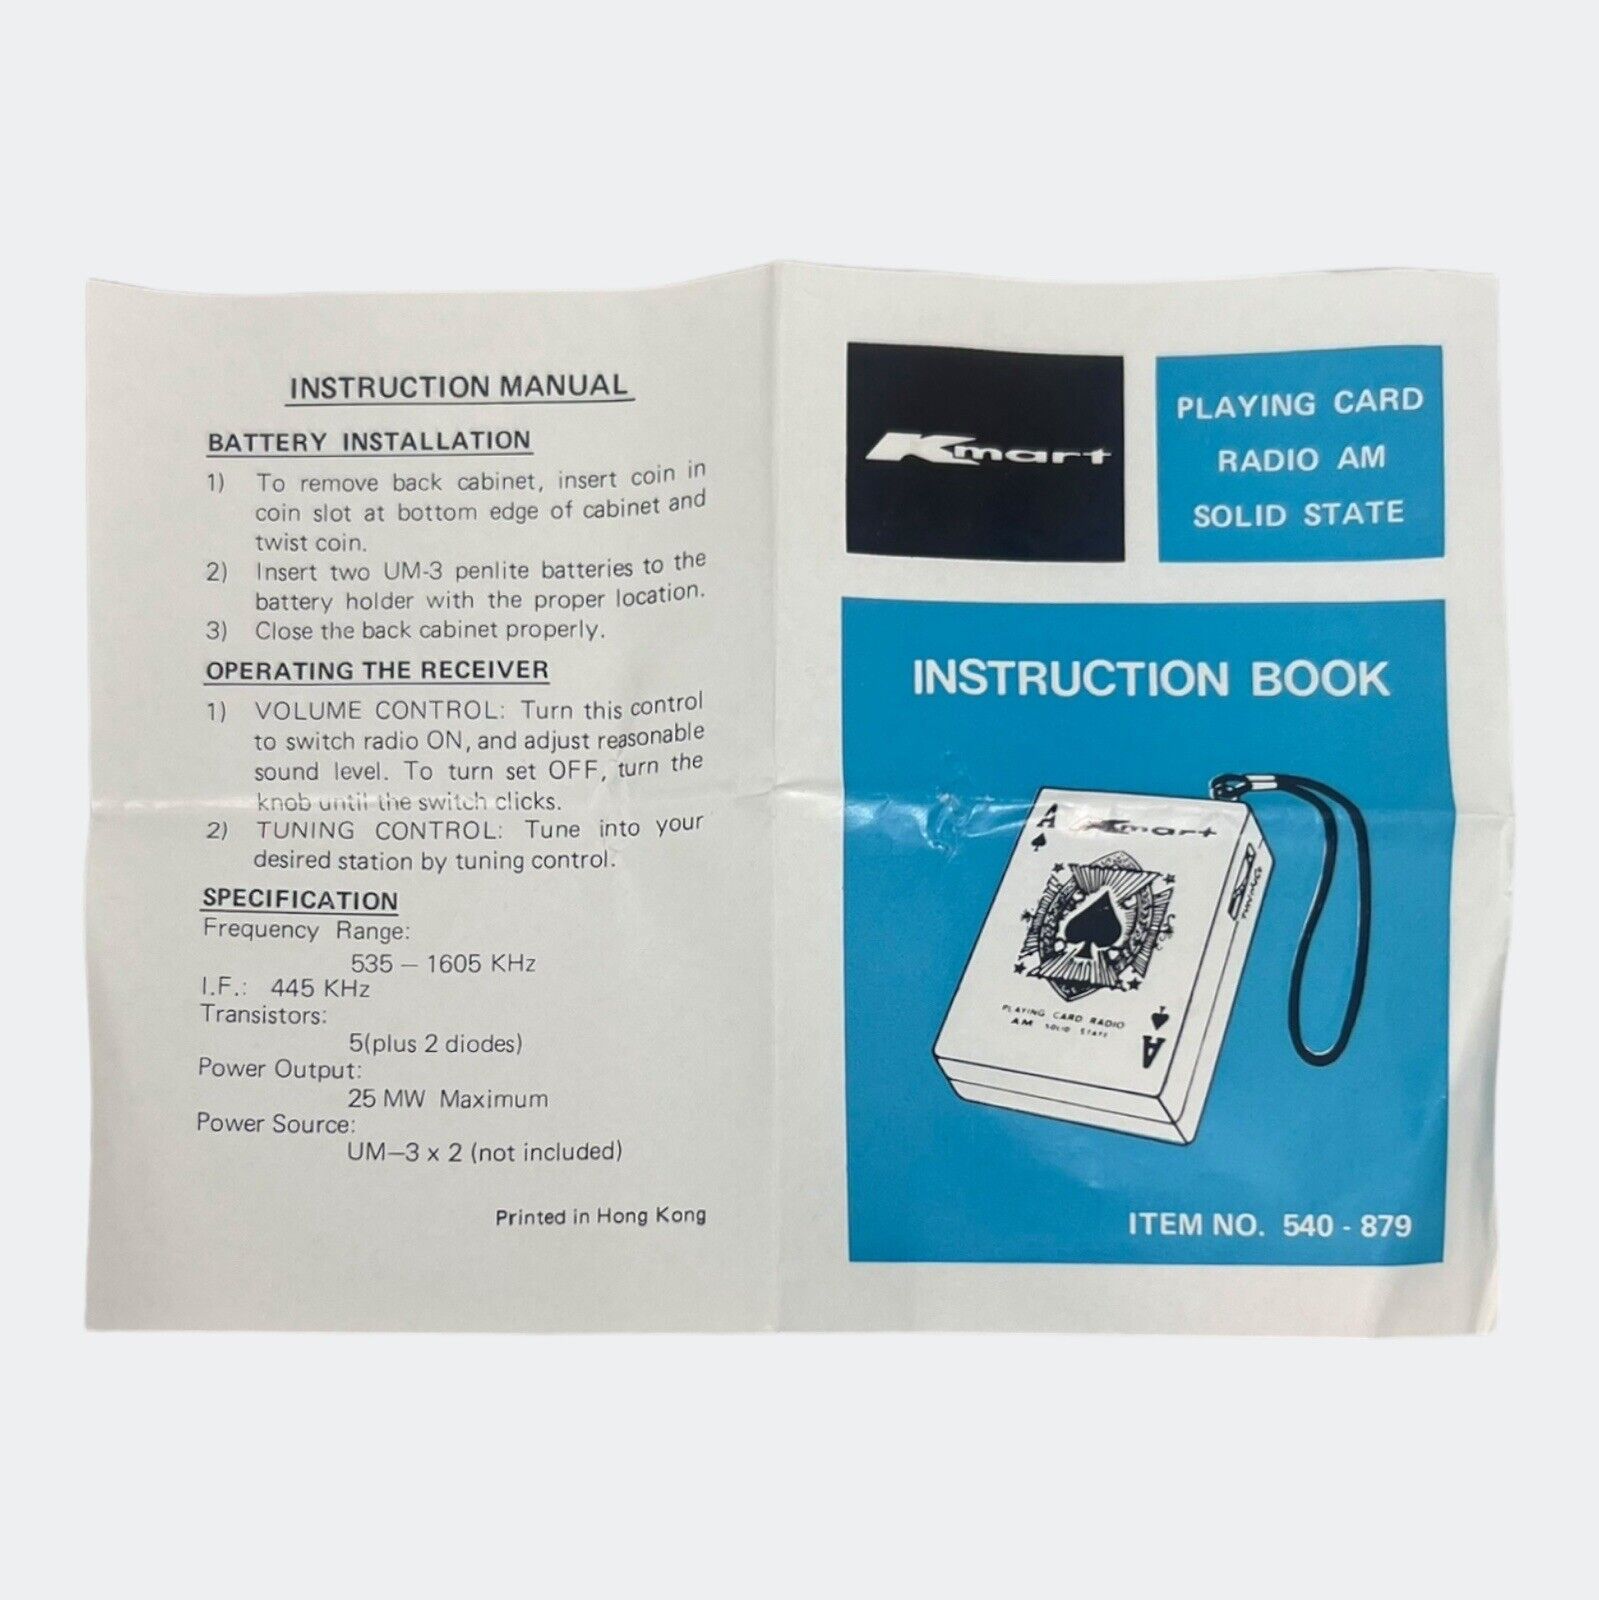 INSTRUCTION MANUAL
BATTERY INSTALLATION
1) To remove back cabinet, insert coin in
coin slot at bottom edge of cabinet and
twist coin.
2) Insert two UM-3 penlite batteries to the
battery holder with the proper location.
3) Close the back cabinet properly.
OPERATING THE RECEIVER
1) VOLUME CONTROL: Turn this control
to switch radio ON, and adjust reasonable
sound level. To turn set OFF, turn the
knob until the switch clicks.
2) TUNING CONTROL: Tune into your
desired station by tuning control.
SPECIFICATION
Frequency Range:
535 – 1605 KHz
I.F.: 445 KHz
Transistors:
5(plus 2 diodes)
Power Output:
25 MW Maximum
Power Source:
UM–3 x 2 (not included)
Printed in Hong Kong
Kmart
PLAYING CARD
RADIO AM
SOLID STATE
INSTRUCTION BOOK
A
Kmart
TUNING
PLAYING CARD RADIO
AM SOLID STATE
A
ITEM NO. 540 - 879